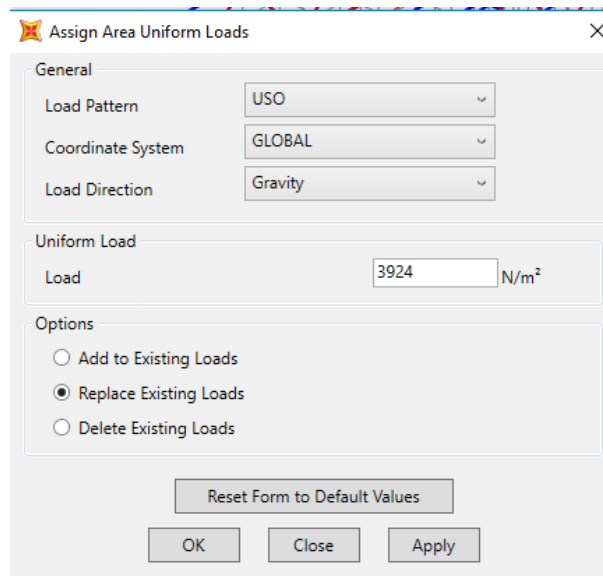 Assign Area Uniform Loads
General
Load Pattern USO
Coordinate System GLOBAL
Load Direction Gravity
Uniform Load
Load 3924 N/m²
Options
Add to Existing Loads
Replace Existing Loads
Delete Existing Loads
Reset Form to Default Values
OK Close Apply